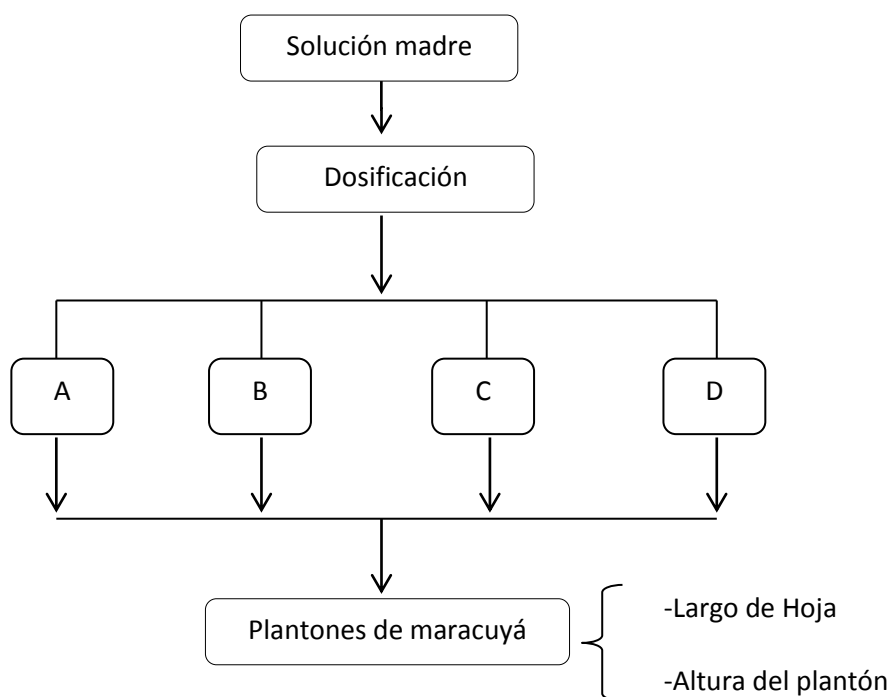 Solución madre
Dosificación
A
B
C
D
Plantones de maracuyá
-Largo de Hoja
-Altura del plantón